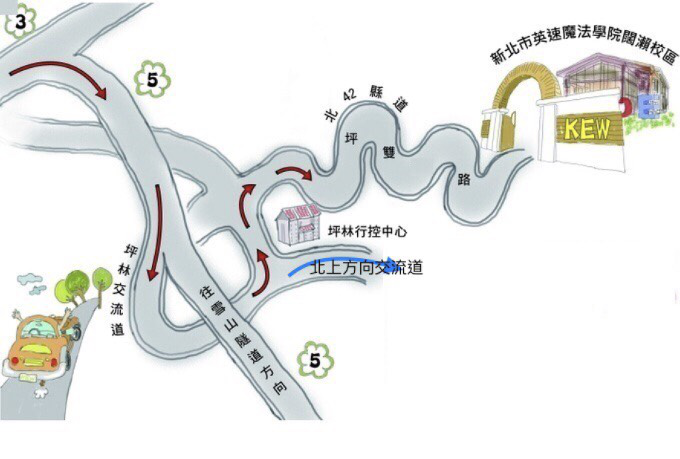 3
5
新北市英速魔法學院闊瀨校區
KEW
北42縣道
坪雙路
坪林行控中心
北上方向交流道
坪林交流道
往雪山隧道方向
5